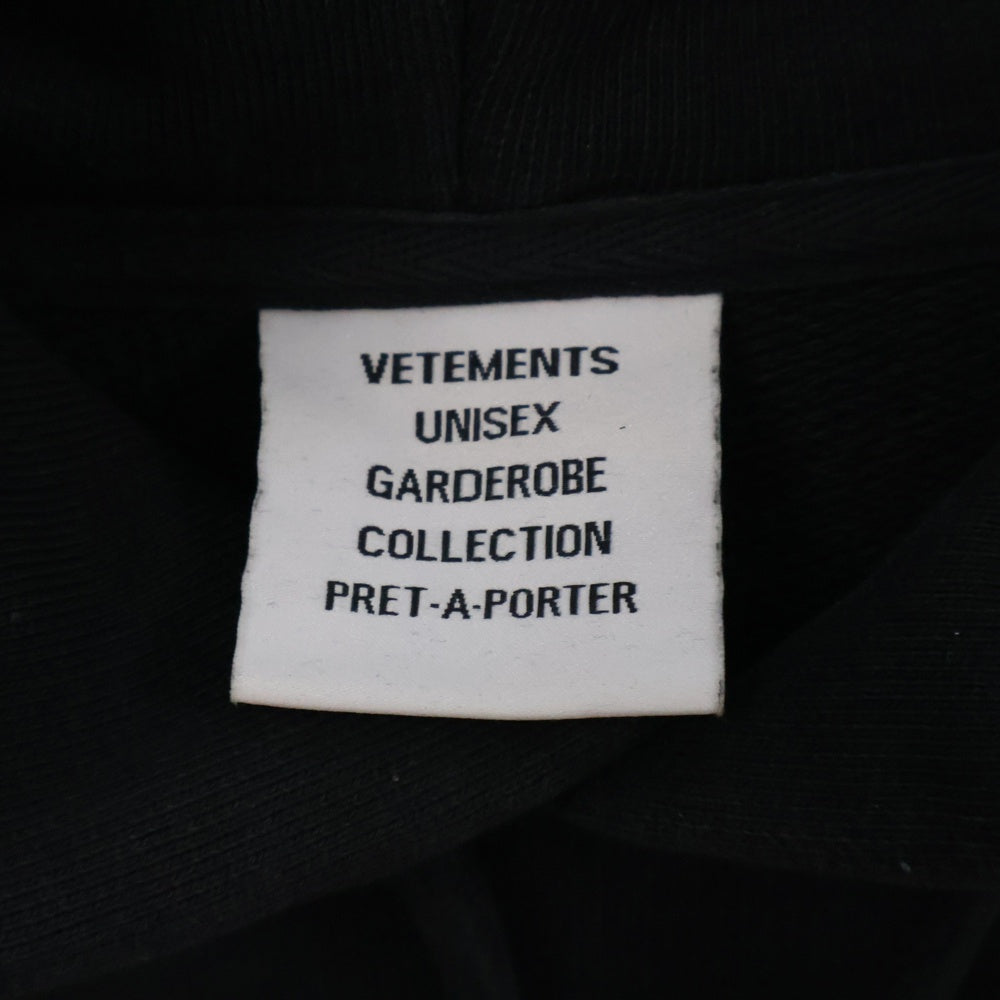 VETEMENTS
UNISEX
GARDEROBE
COLLECTION
PRET-A-PORTER